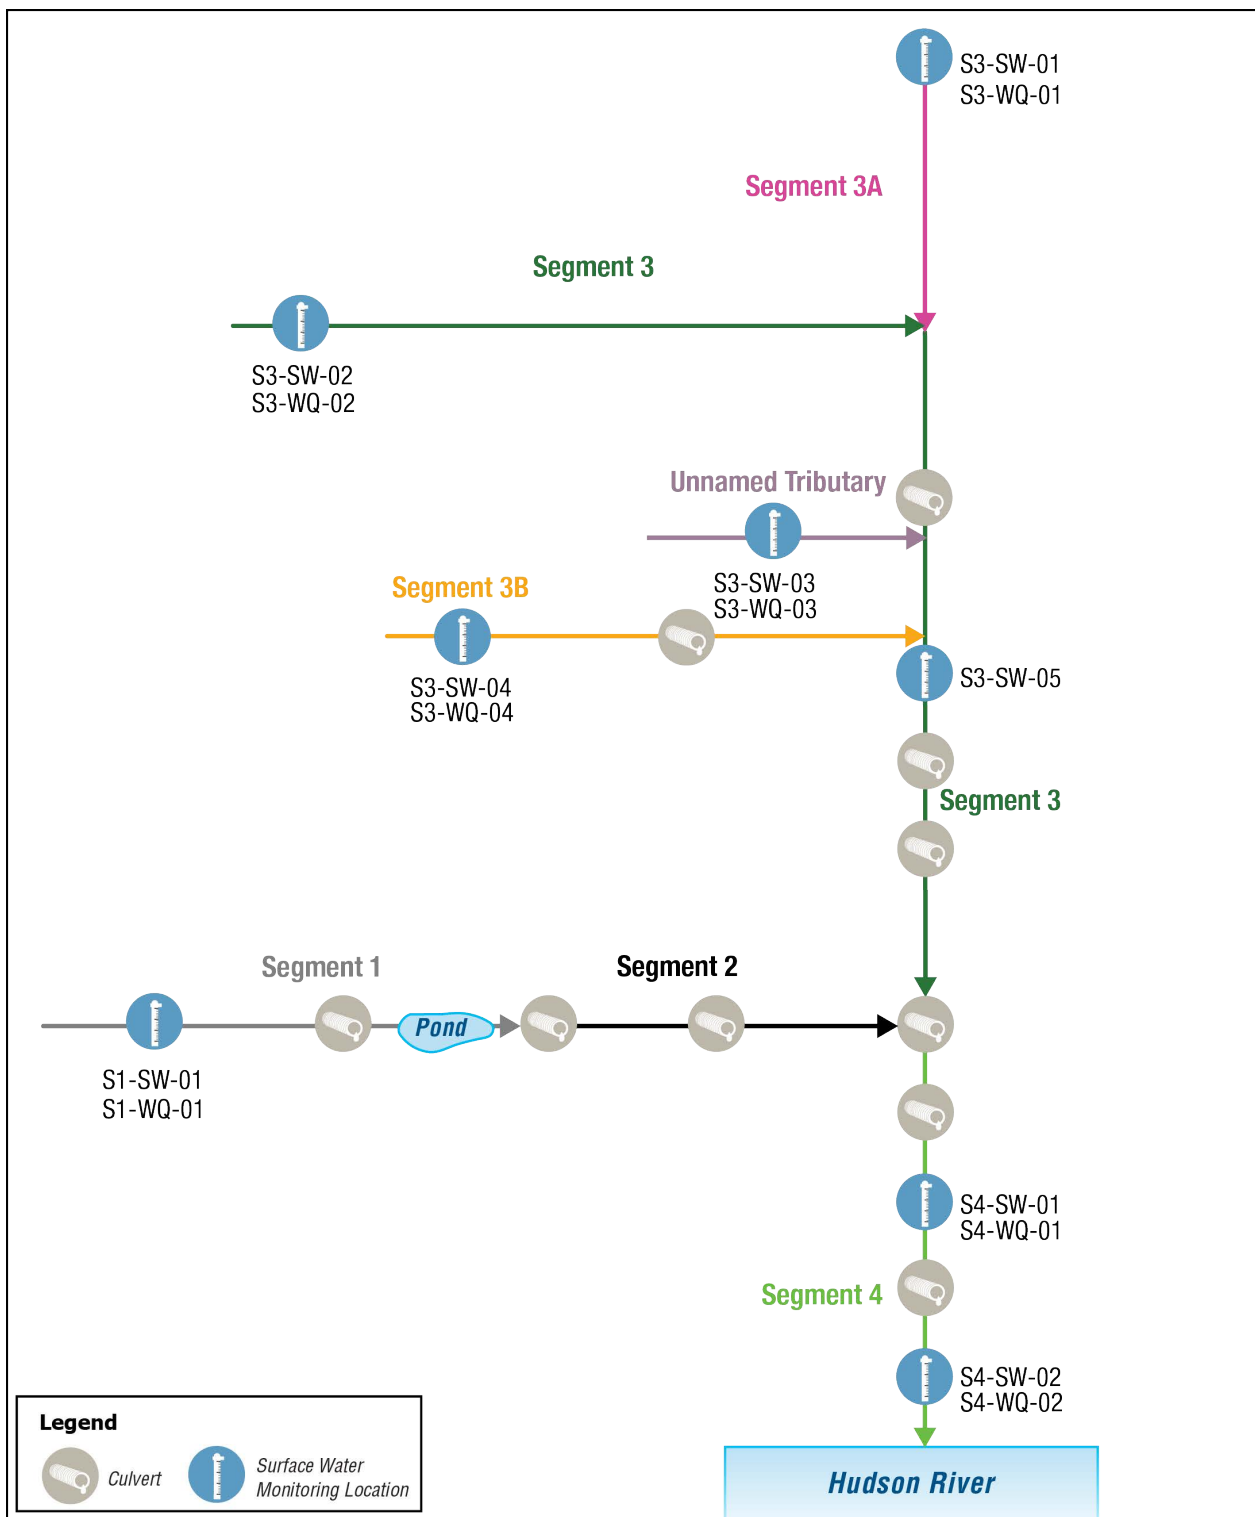 S3-SW-01
S3-WQ-01
Segment 3A
Segment 3
S3-SW-02
S3-WQ-02
Unnamed Tributary
S3-SW-03
S3-WQ-03
Segment 3B
S3-SW-04
S3-WQ-04
S3-SW-05
Segment 3
Segment 1
Segment 2
Pond
S1-SW-01
S1-WQ-01
S4-SW-01
S4-WQ-01
Segment 4
S4-SW-02
S4-WQ-02
Legend
Culvert
Surface Water
Monitoring Location
Hudson River